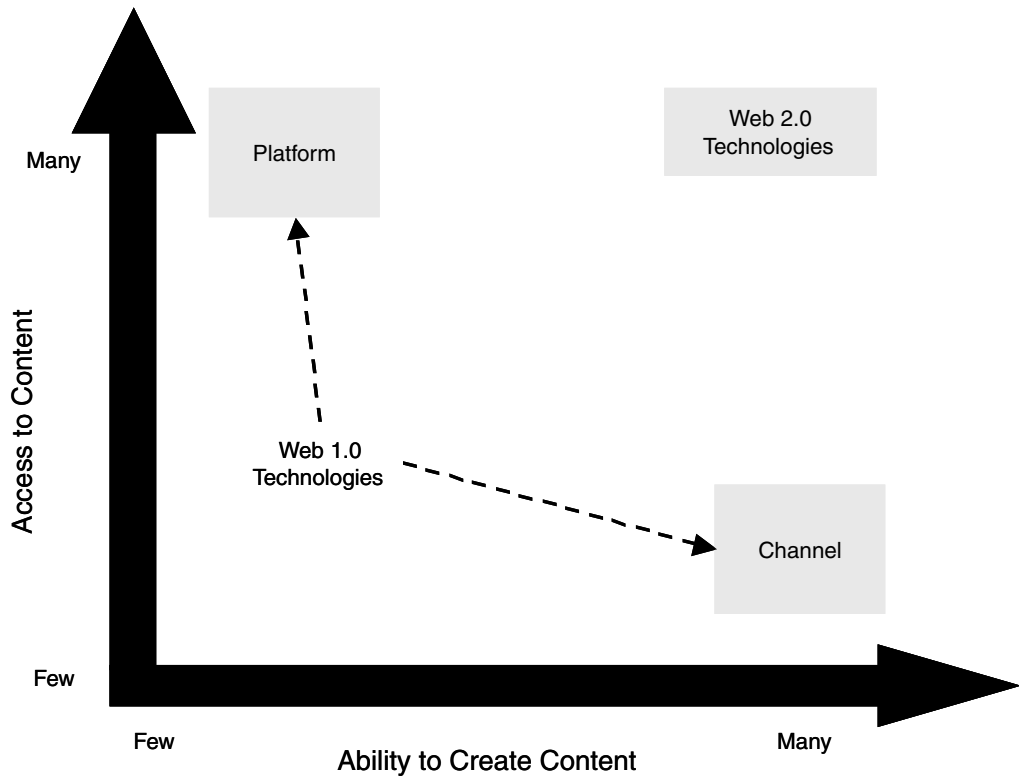 Many
Platform
Web 2.0
Technologies
Access to Content
Web 1.0
Technologies
Channel
Few
Few
Many
Ability to Create Content